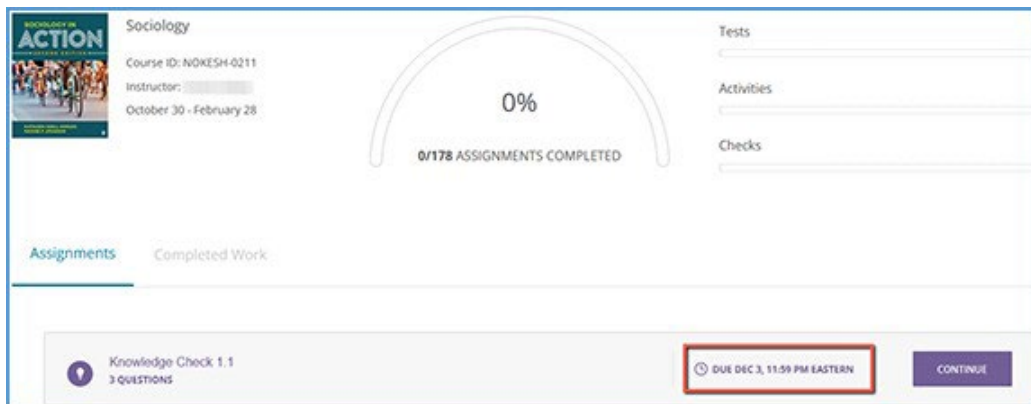 SOCIOLOGY IN
ACTION
SECOND EDITION
Sociology
Course ID: NOKESH-0211
Instructor:
October 30 - February 28
0%
0/178 ASSIGNMENTS COMPLETED
Tests
Activities
Checks
Assignments
Completed Work
Knowledge Check 1.1
3 QUESTIONS
DUE DEC 3, 11:59 PM EASTERN
CONTINUE